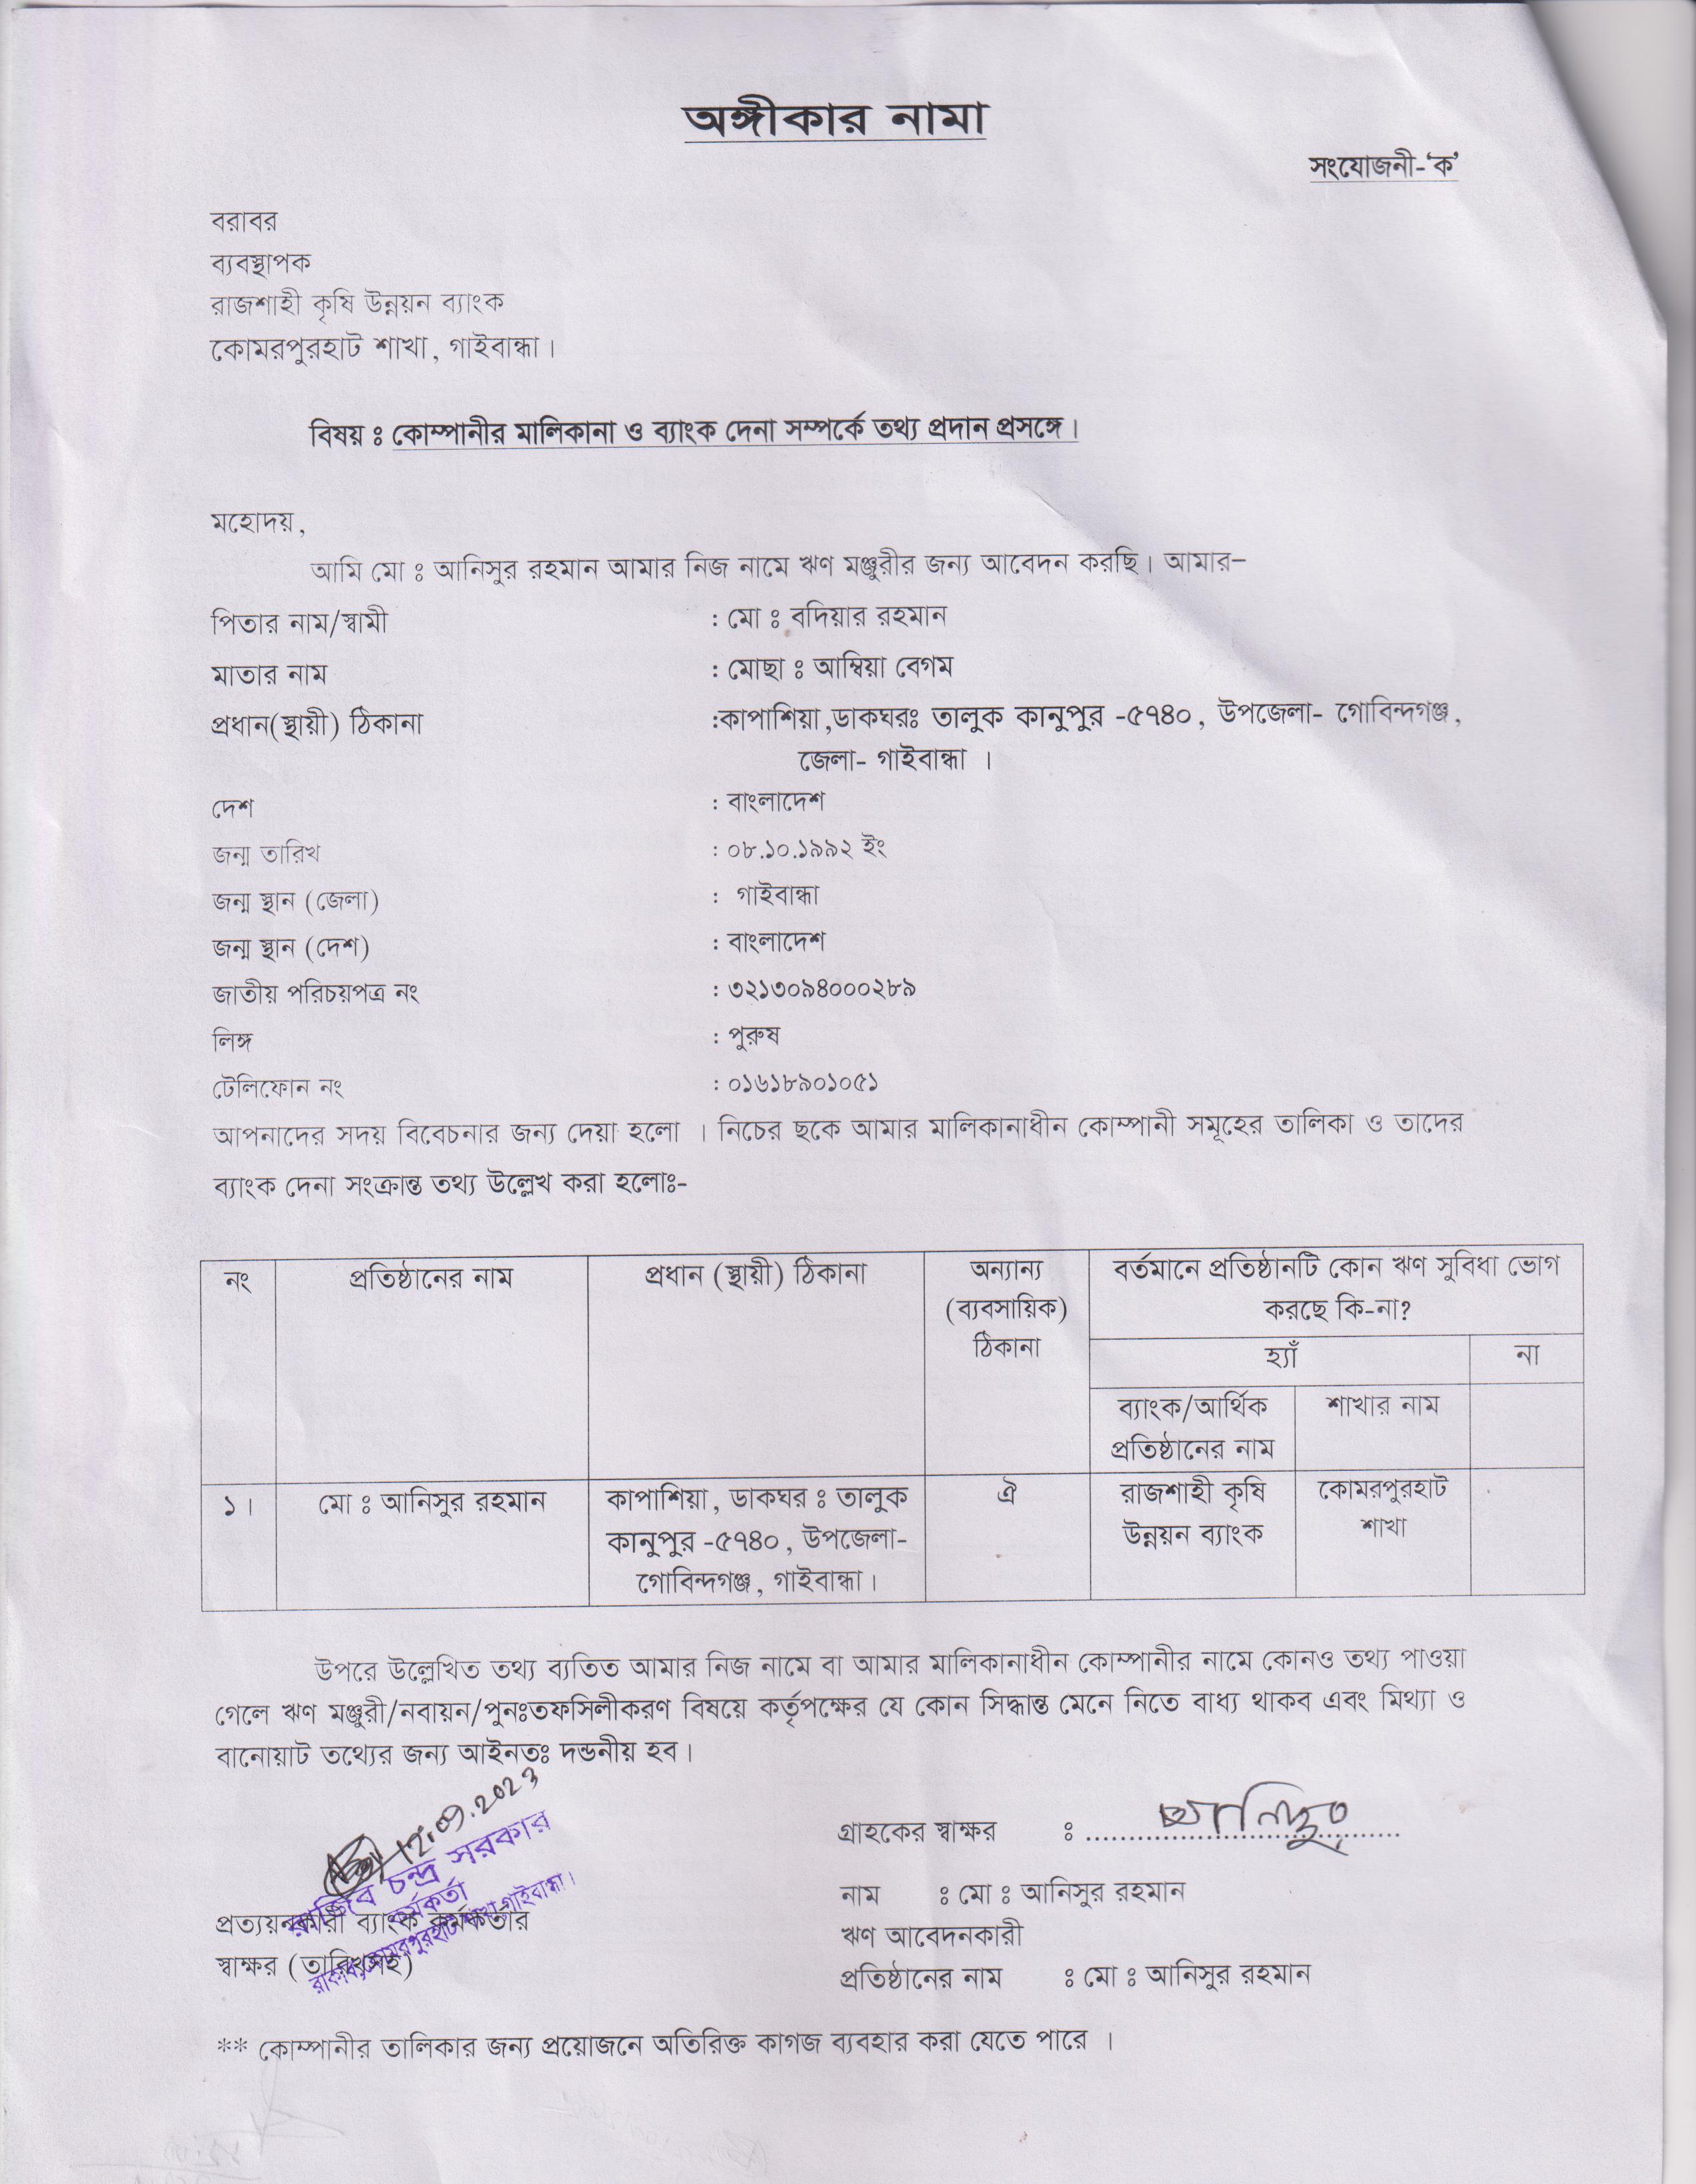 অঙ্গীকার নামা
সংযোজনী-‘ক’
বরাবর
ব্যবস্থাপক
রাজশাহী কৃষি উন্নয়ন ব্যাংক
কোমরপুরহাট শাখা, গাইবান্ধা।
বিষয় ঃ কোম্পানীর মালিকানা ও ব্যাংক দেনা সম্পর্কে তথ্য প্রদান প্রসঙ্গে।
মহোদয়,
আমি মো ঃ আনিসুর রহমান আমার নিজ নামে ঋণ মঞ্জুরীর জন্য আবেদন করছি। আমার–
পিতার নাম/স্বামী : মো ঃ বদিয়ার রহমান
মাতার নাম : মোছা ঃ আম্বিয়া বেগম
প্রধান(স্থায়ী) ঠিকানা :কাপাশিয়া,ডাকঘরঃ তালুক কানুপুর -৫৭৪০, উপজেলা- গোবিন্দগঞ্জ,
জেলা- গাইবান্ধা ।
দেশ : বাংলাদেশ
জন্ম তারিখ : ০৮.১০.১৯৯২ ইং
জন্ম স্থান (জেলা) : গাইবান্ধা
জন্ম স্থান (দেশ) : বাংলাদেশ
জাতীয় পরিচয়পত্র নং : ৩২১৩০৯৪০০০২৮৯
লিঙ্গ : পুরুষ
টেলিফোন নং : ০১৬১৮৯০১০৫১
আপনাদের সদয় বিবেচনার জন্য দেয়া হলো । নিচের ছকে আমার মালিকানাধীন কোম্পানী সমূহের তালিকা ও তাদের
ব্যাংক দেনা সংক্রান্ত তথ্য উল্লেখ করা হলোঃ-
নং প্রতিষ্ঠানের নাম প্রধান (স্থায়ী) ঠিকানা অন্যান্য বর্তমানে প্রতিষ্ঠানটি কোন ঋণ সুবিধা ভোগ
(ব্যবসায়িক) করছে কি-না?
ঠিকানা হ্যাঁ না
ব্যাংক/আর্থিক শাখার নাম
প্রতিষ্ঠানের নাম
১। মো ঃ আনিসুর রহমান কাপাশিয়া, ডাকঘর ঃ তালুক ঐ রাজশাহী কৃষি কোমরপুরহাট
কানুপুর -৫৭৪০, উপজেলা- উন্নয়ন ব্যাংক শাখা
গোবিন্দগঞ্জ, গাইবান্ধা।
উপরে উল্লেখিত তথ্য ব্যতিত আমার নিজ নামে বা আমার মালিকানাধীন কোম্পানীর নামে কোনও তথ্য পাওয়া
গেলে ঋণ মঞ্জুরী/নবায়ন/পুনঃতফসিলীকরণ বিষয়ে কর্তৃপক্ষের যে কোন সিদ্ধান্ত মেনে নিতে বাধ্য থাকব এবং মিথ্যা ও
বানোয়াট তথ্যের জন্য আইনতঃ দন্ডনীয় হব।
12.09.2023
চন্দ্র সরকার
কর্মকর্তা
কোমরপুরহাট শাখা, গাইবান্ধা।
প্রত্যয়নকারী ব্যাংক কর্মকর্তার
স্বাক্ষর (তারিখসহ)
গ্রাহকের স্বাক্ষর ঃ আনিছুর
নাম ঃ মো ঃ আনিসুর রহমান
ঋণ আবেদনকারী
প্রতিষ্ঠানের নাম ঃ মো ঃ আনিসুর রহমান
** কোম্পানীর তালিকার জন্য প্রয়োজনে অতিরিক্ত কাগজ ব্যবহার করা যেতে পারে ।